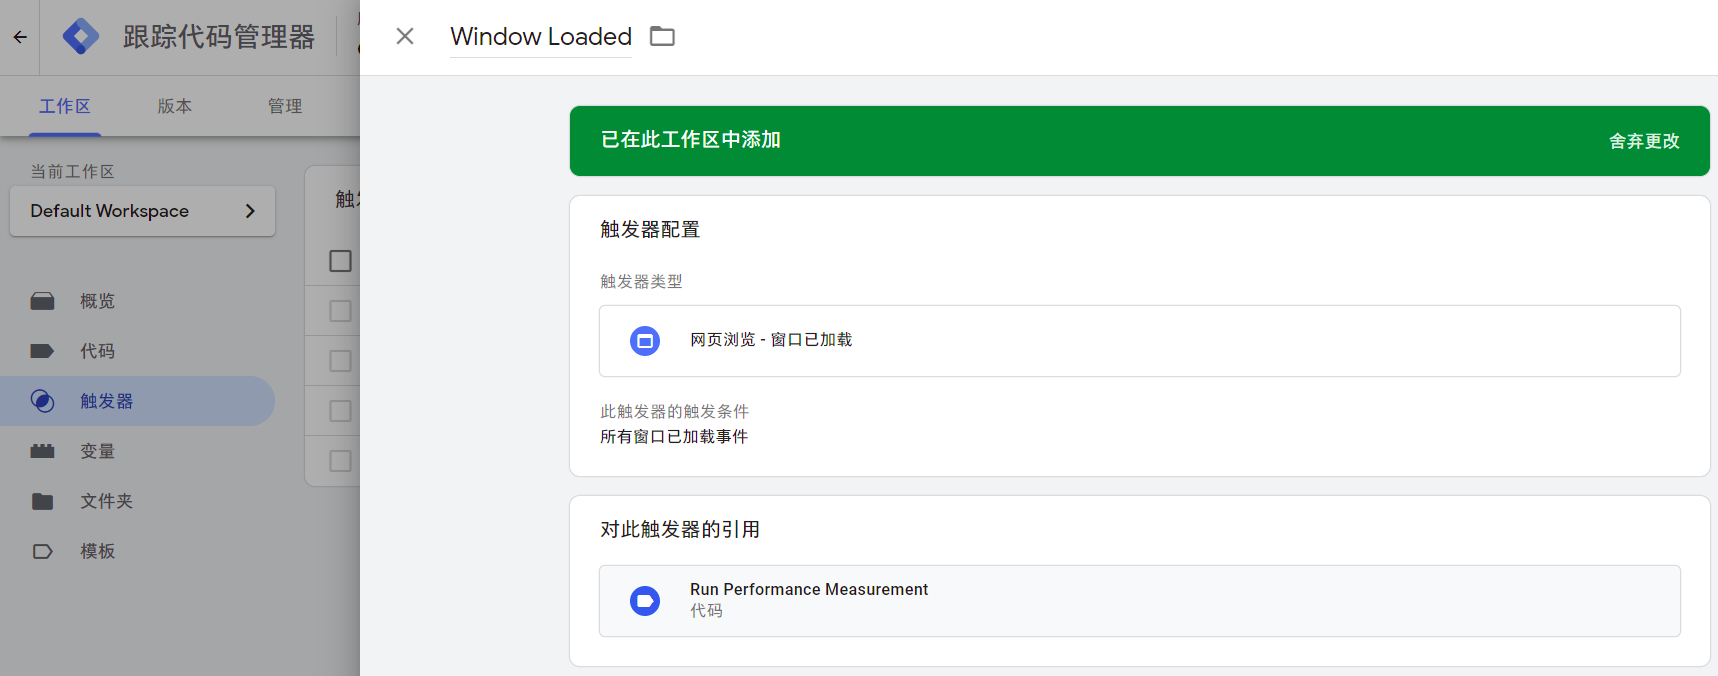 跟踪代码管理器
Window Loaded
工作区
版本
管理
已在此工作区中添加
舍弃更改
当前工作区
Default Workspace
触发器配置
触发器类型
网页浏览 - 窗口已加载
概览
代码
触发器
变量
文件夹
模板
此触发器的触发条件
所有窗口已加载事件
对此触发器的引用
Run Performance Measurement
代码